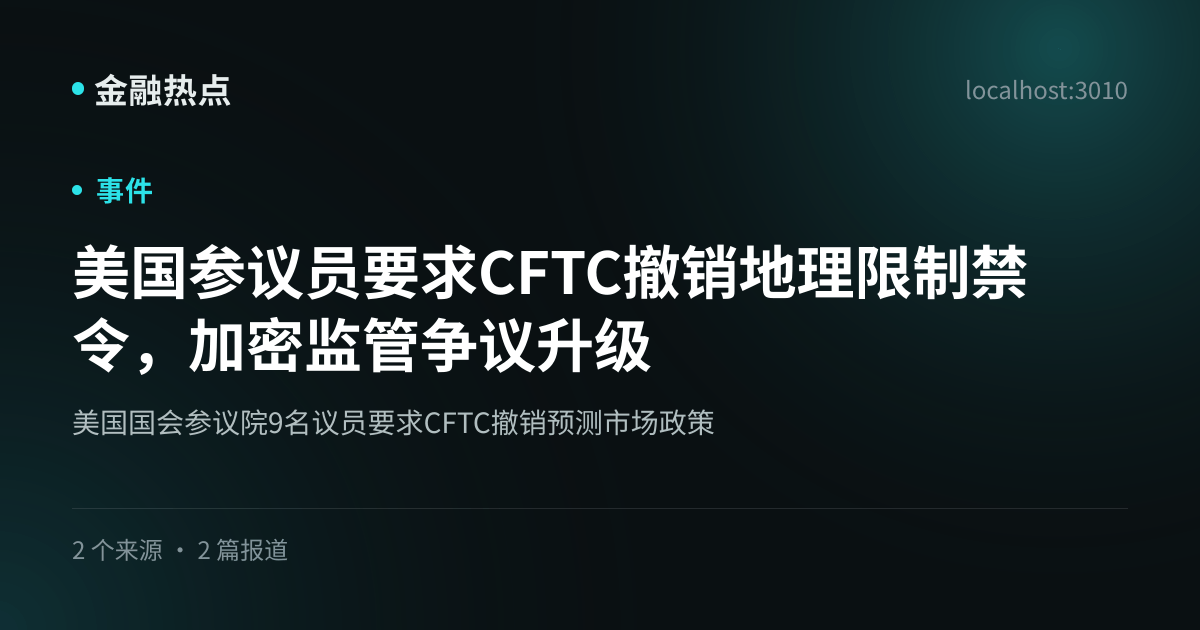 金融热点
localhost:3010
事件
美国参议员要求CFTC撤销地理限制禁
令，加密监管争议升级
美国国会参议院9名议员要求CFTC撤销预测市场政策
2 个来源 · 2 篇报道